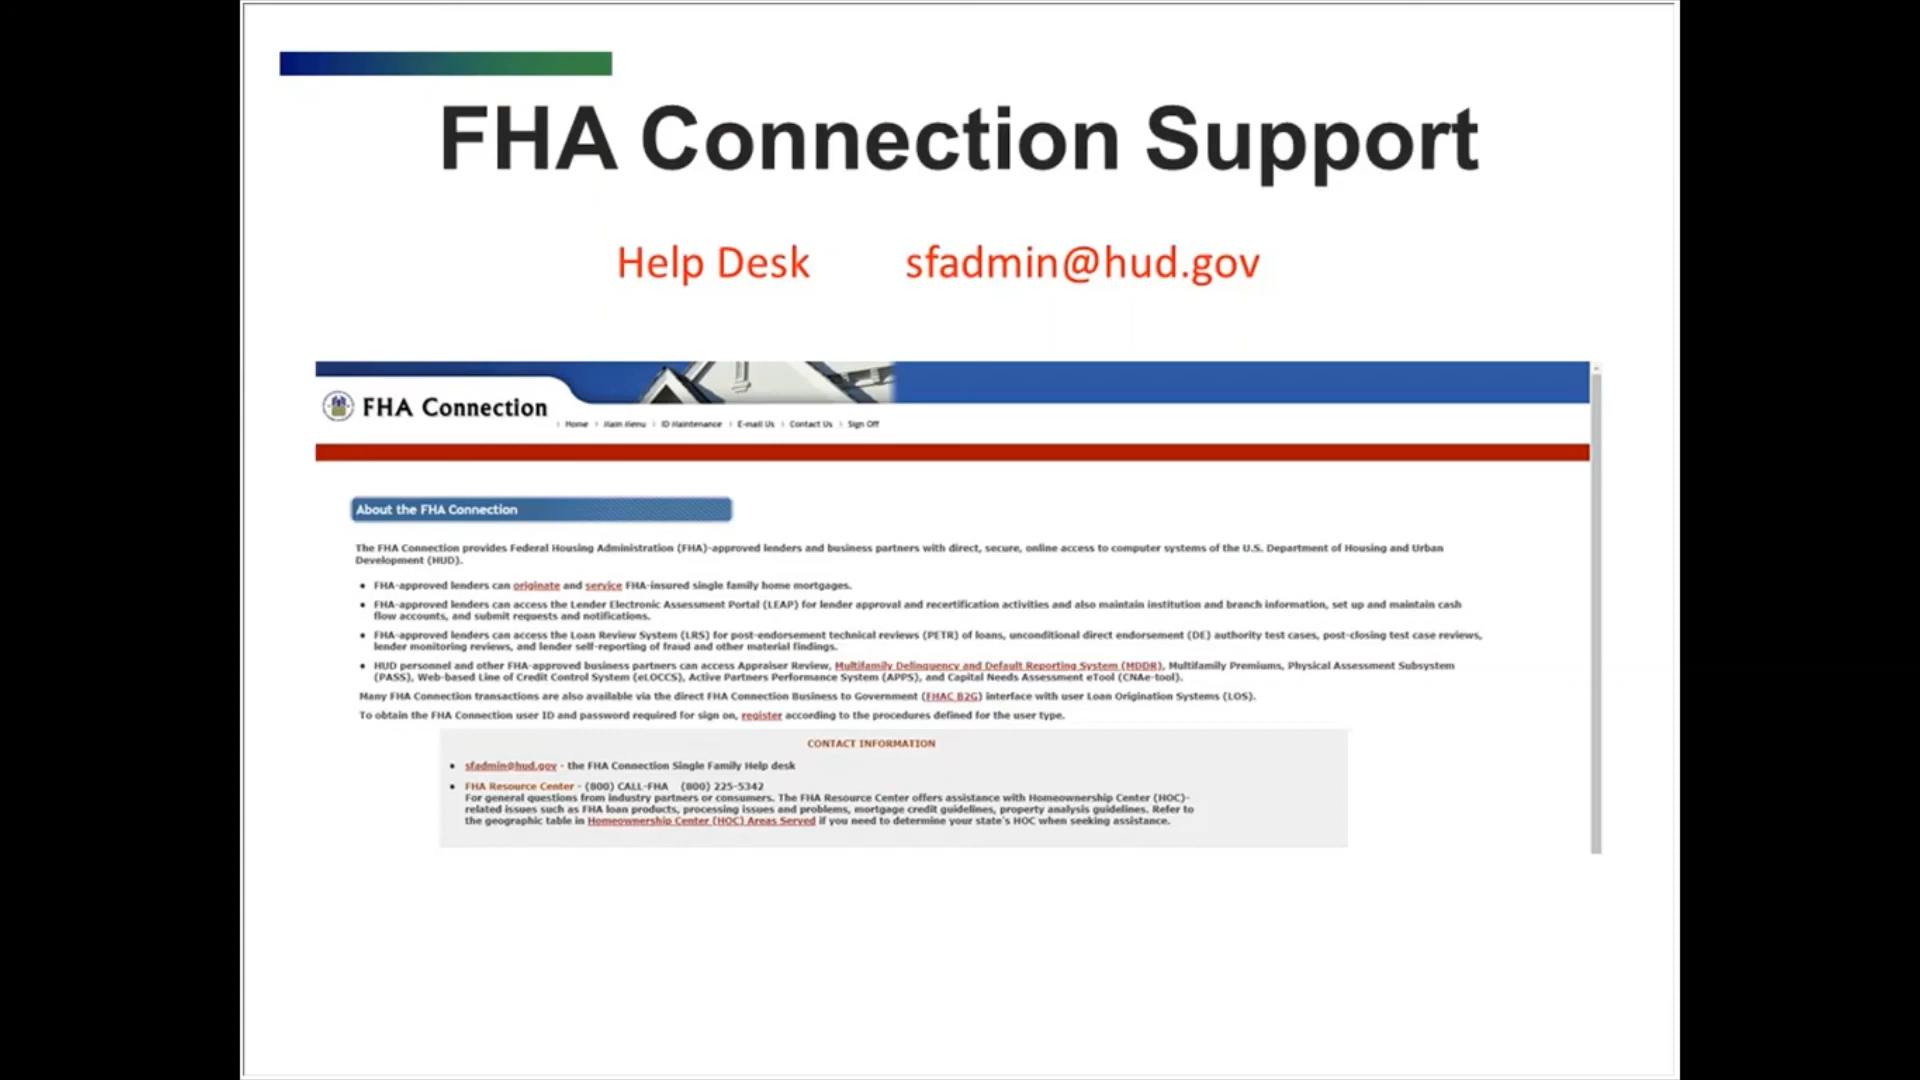 FHA Connection Support
Help Desk sfadmin@hud.gov
FHA Connection
Home Main Menu ID Maintenance E-mail Us Contact Us Sign Off
About the FHA Connection
The FHA Connection provides Federal Housing Administration (FHA)-approved lenders and business partners with direct, secure, online access to computer systems of the U.S. Department of Housing and Urban
Development (HUD).
• FHA-approved lenders can originate and service FHA-insured single family home mortgages.
• FHA-approved lenders can access the Lender Electronic Assessment Portal (LEAP) for lender approval and recertification activities and also maintain institution and branch information, set up and maintain cash
flow accounts, and submit requests and notifications.
• FHA-approved lenders can access the Loan Review System (LRS) for post-endorsement technical reviews (PETR) of loans, unconditional direct endorsement (DE) authority test cases, post-closing test case reviews,
lender monitoring reviews, and lender self-reporting of fraud and other material findings.
• HUD personnel and other FHA-approved business partners can access Appraiser Review, Multifamily Delinquency and Default Reporting System (MDDR), Multifamily Premiums, Physical Assessment Subsystem
(PASS), Web-based Line of Credit Control System (eLOCCS), Active Partners Performance System (APPS), and Capital Needs Assessment eTool (CNAe-tool).
Many FHA Connection transactions are also available via the direct FHA Connection Business to Government (FHAC B2G) interface with user Loan Origination Systems (LOS).
To obtain the FHA Connection user ID and password required for sign on, register according to the procedures defined for the user type.
CONTACT INFORMATION
• sfadmin@hud.gov - the FHA Connection Single Family Help desk
• FHA Resource Center - (800) CALL-FHA (800) 225-5342
For general questions from industry partners or consumers. The FHA Resource Center offers assistance with Homeownership Center (HOC)-
related issues such as FHA loan products, processing issues and problems, mortgage credit guidelines, property analysis guidelines. Refer to
the geographic table in Homeownership Center (HOC) Areas Served if you need to determine your state's HOC when seeking assistance.